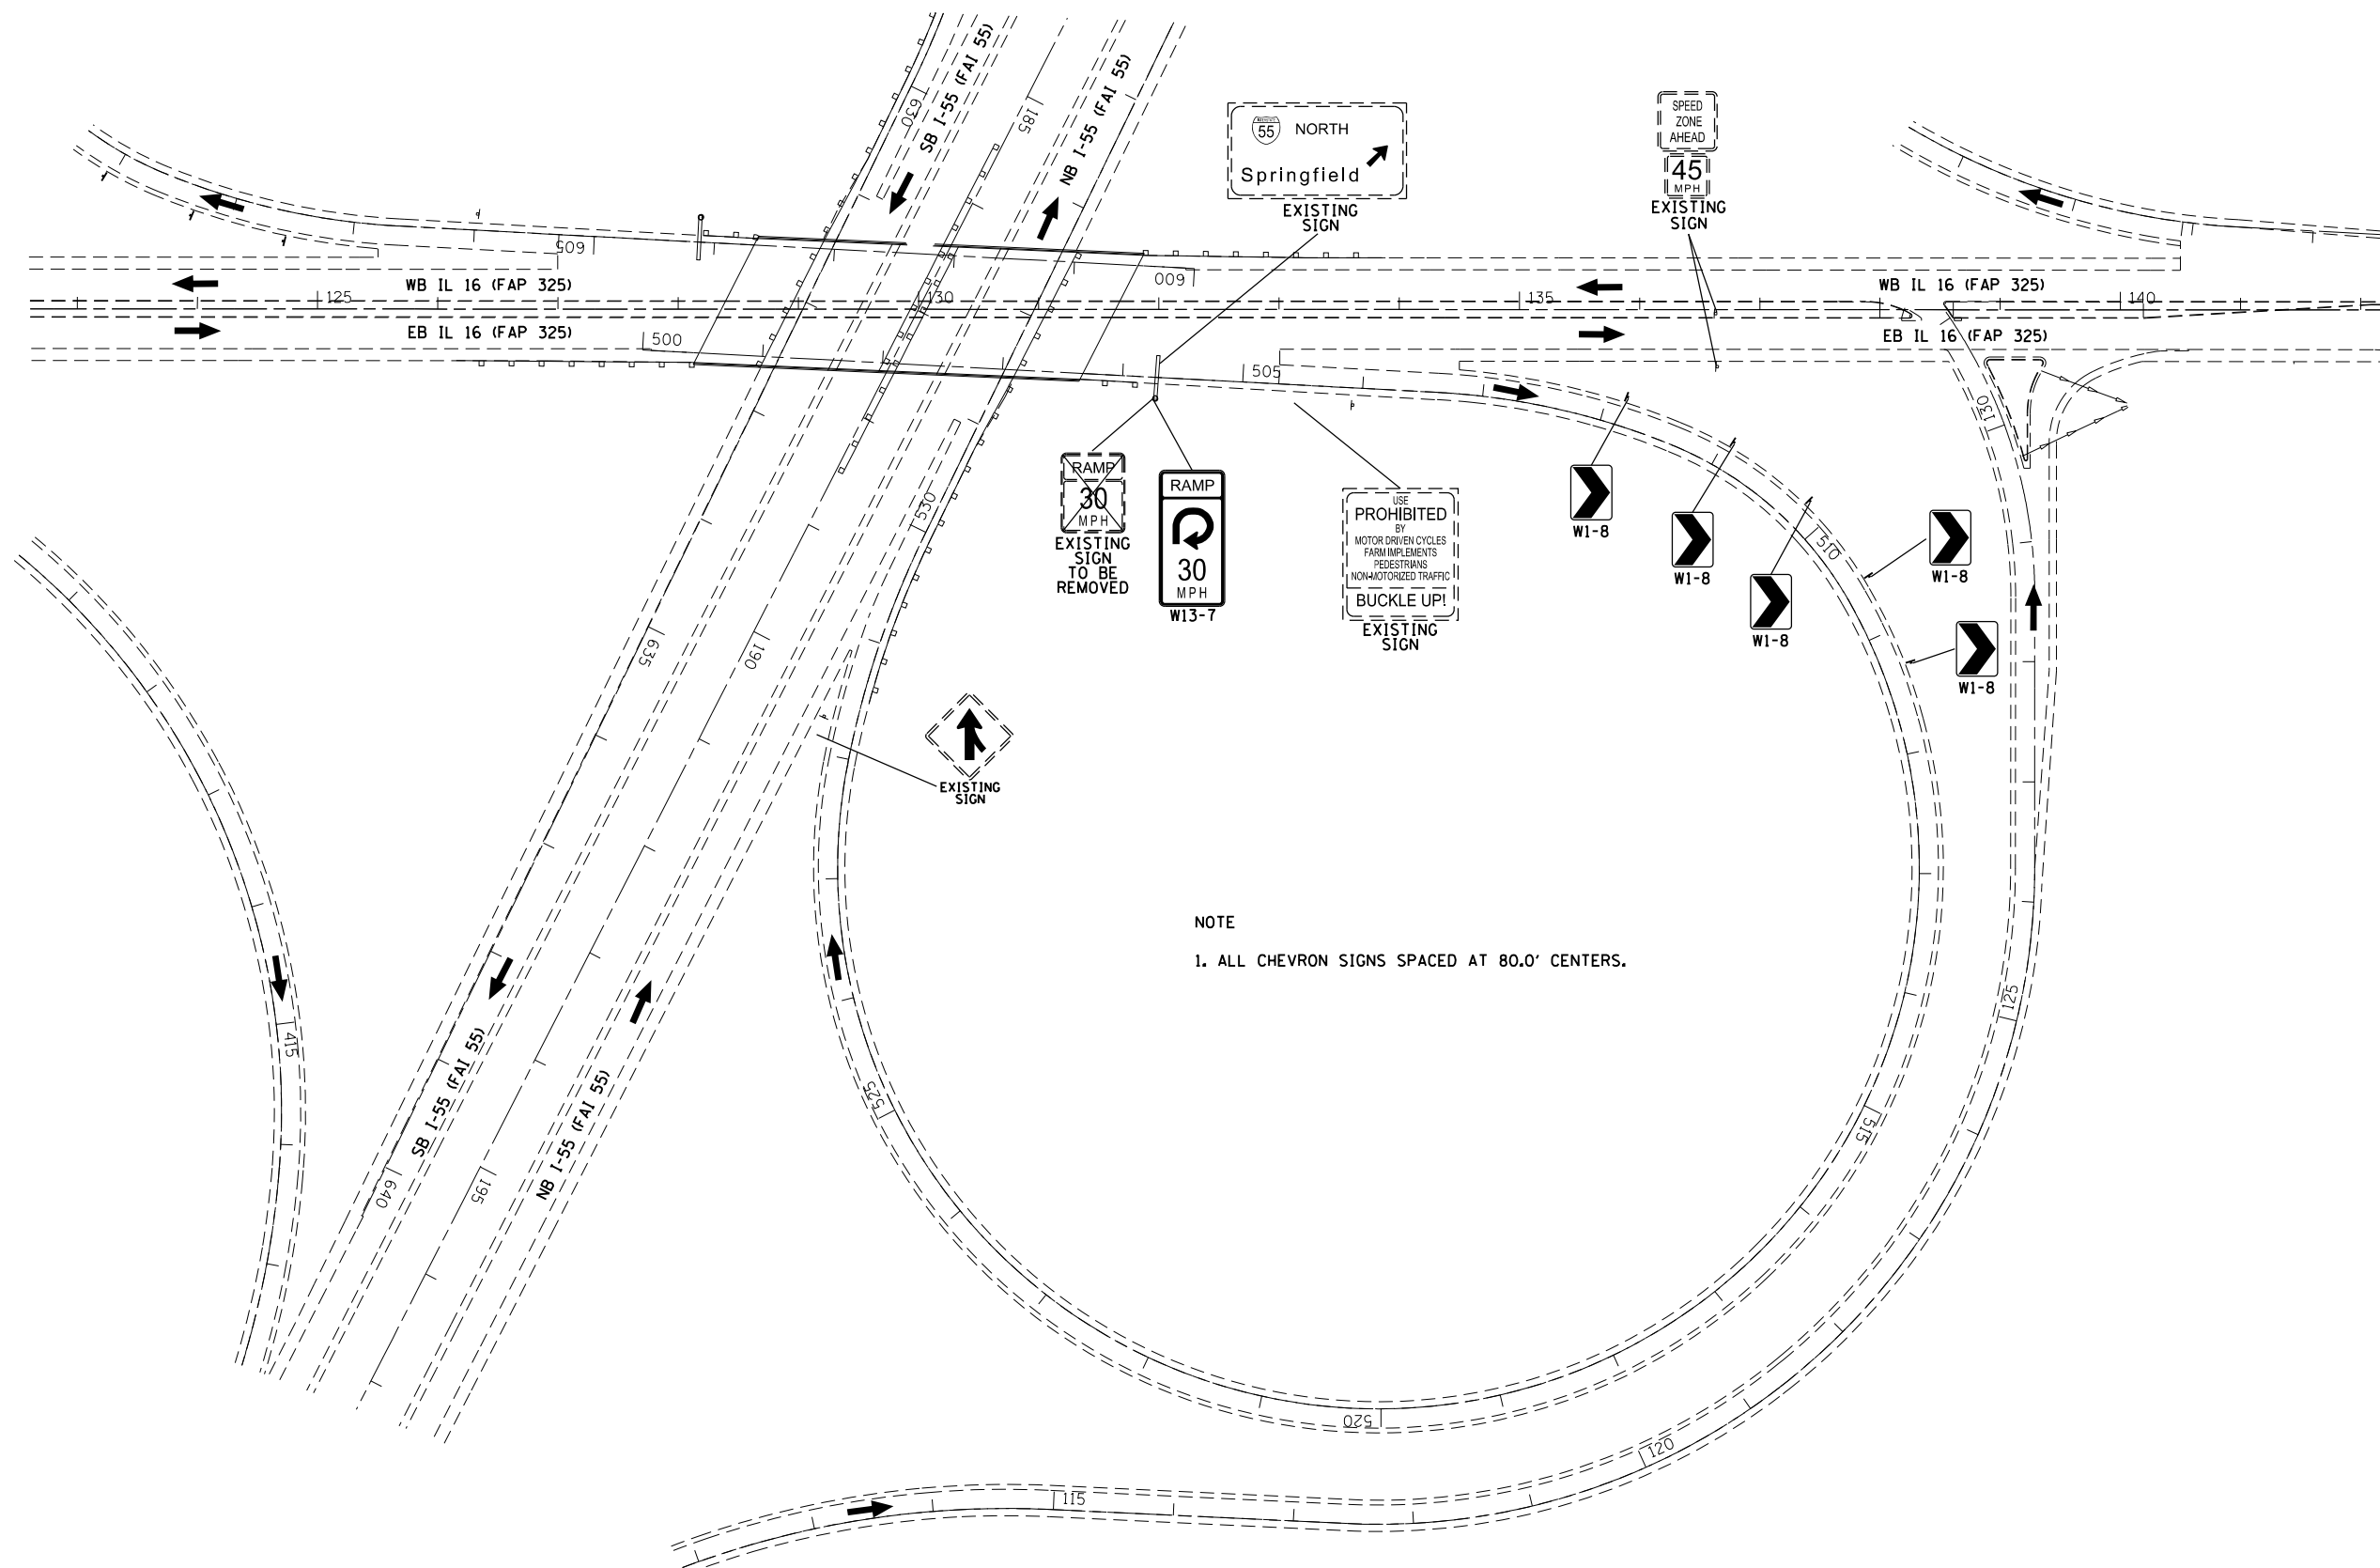 SB I-55 (FAI 55)
NB I-55 (FAI 55)
630
185
INTERSTATE
55
NORTH
Springfield
EXISTING
SIGN
SPEED
ZONE
AHEAD
45
MPH
EXISTING
SIGN
605
600
WB IL 16 (FAP 325)
WB IL 16 (FAP 325)
125
130
135
140
EB IL 16 (FAP 325)
EB IL 16 (FAP 325)
500
505
130
RAMP
30
MPH
EXISTING
SIGN
TO BE
REMOVED
RAMP
30
MPH
W13-7
USE
PROHIBITED
BY
MOTOR DRIVEN CYCLES
FARM IMPLEMENTS
PEDESTRIANS
NON-MOTORIZED TRAFFIC
BUCKLE UP!
EXISTING
SIGN
W1-8
W1-8
W1-8
W1-8
W1-8
530
510
635
190
EXISTING
SIGN
NOTE
1. ALL CHEVRON SIGNS SPACED AT 80.0' CENTERS.
415
125
SB I-55 (FAI 55)
NB I-55 (FAI 55)
525
515
640
195
520
120
115